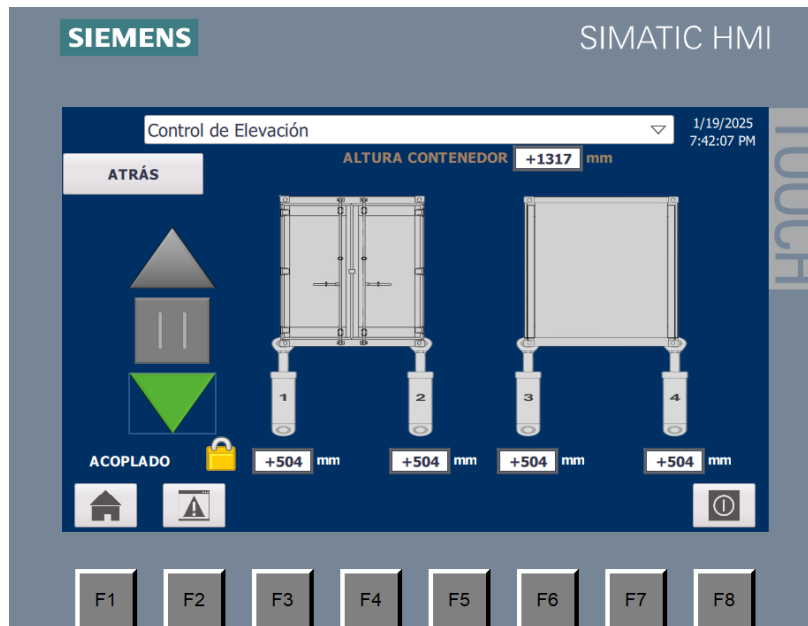 SIEMENS
SIMATIC HMI
TOUCH
Control de Elevación
1/19/2025
7:42:07 PM
ATRÁS
ALTURA CONTENEDOR +1317 mm
1
2
3
4
ACOPLADO
+504 mm
+504 mm
+504 mm
+504 mm
F1
F2
F3
F4
F5
F6
F7
F8